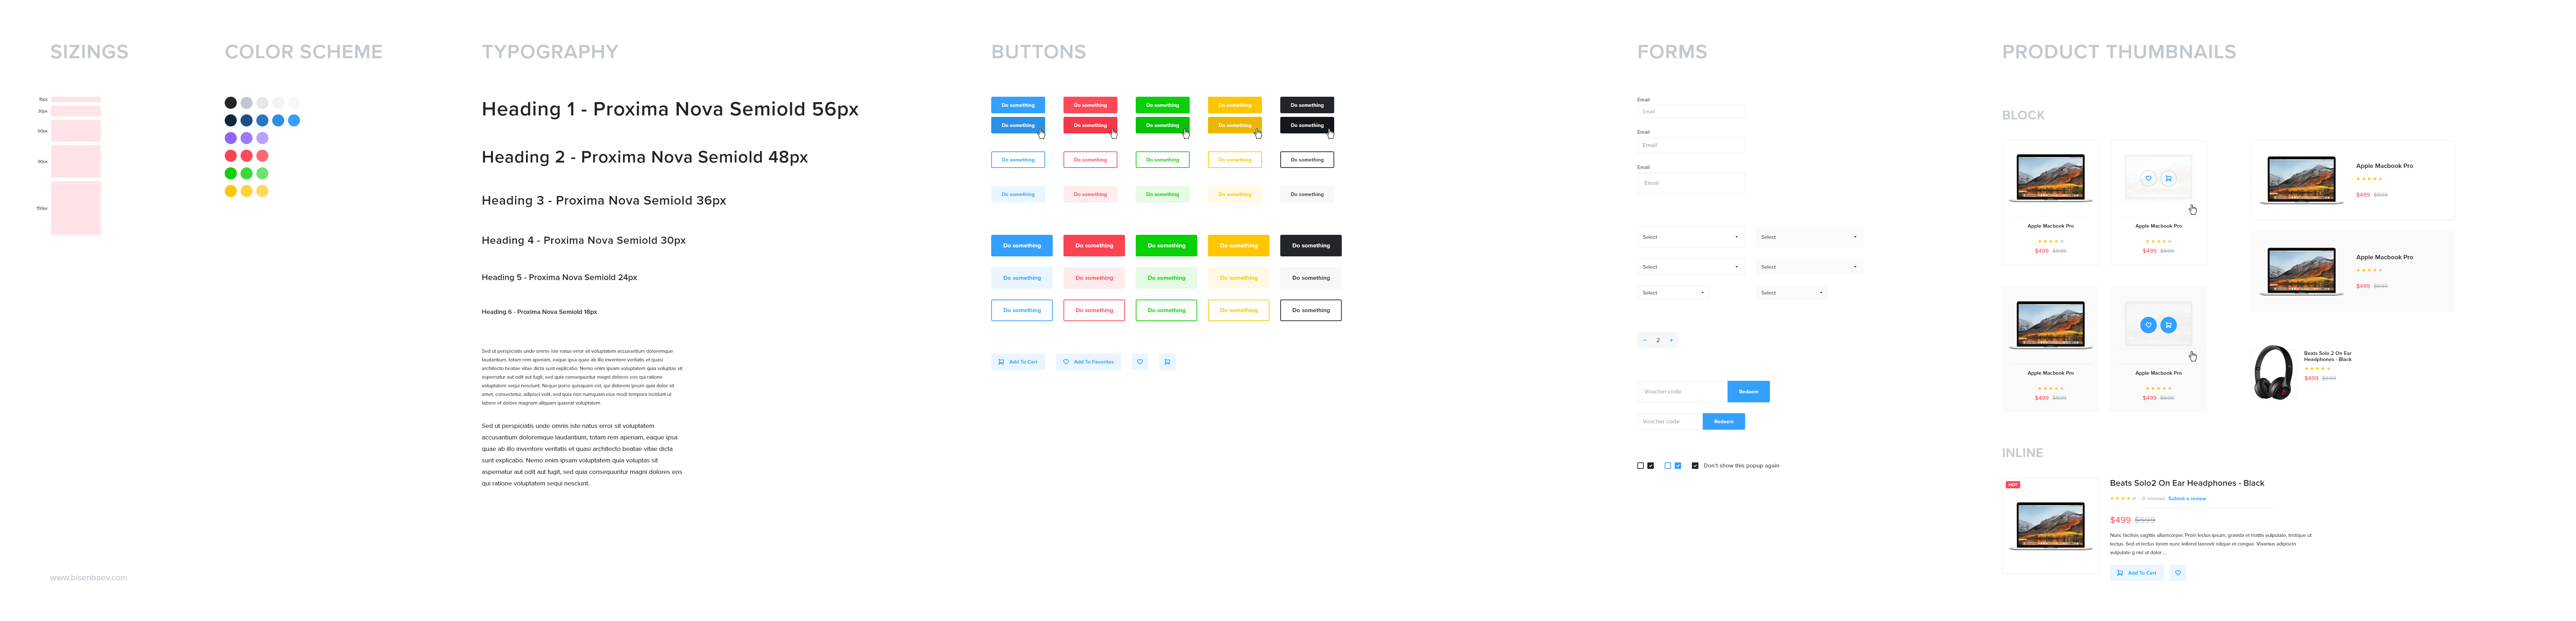 SIZINGS
15px
30px
60px
90px
150px
www.bisenbaev.com
COLOR SCHEME
TYPOGRAPHY
Heading 1 - Proxima Nova Semiold 56px
Heading 2 - Proxima Nova Semiold 48px
Heading 3 - Proxima Nova Semiold 36px
Heading 4 - Proxima Nova Semiold 30px
Heading 5 - Proxima Nova Semiold 24px
Heading 6 - Proxima Nova Semiold 18px
Sed ut perspiciatis unde omnis iste natus error sit voluptatem accusantium doloremque
laudantium, totam rem aperiam, eaque ipsa quae ab illo inventore veritatis et quasi
architecto beatae vitae dicta sunt explicabo. Nemo enim ipsam voluptatem quia voluptas sit
aspernatur aut odit aut fugit, sed quia consequuntur magni dolores eos qui ratione
voluptatem sequi nesciunt. Neque porro quisquam est, qui dolorem ipsum quia dolor sit
amet, consectetur, adipisci velit, sed quia non numquam eius modi tempora incidunt ut
labore et dolore magnam aliquam quaerat voluptatem.
Sed ut perspiciatis unde omnis iste natus error sit voluptatem
accusantium doloremque laudantium, totam rem aperiam, eaque ipsa
quae ab illo inventore veritatis et quasi architecto beatae vitae dicta
sunt explicabo. Nemo enim ipsam voluptatem quia voluptas sit
aspernatur aut odit aut fugit, sed quia consequuntur magni dolores eos
qui ratione voluptatem sequi nesciunt.
BUTTONS
Do something Do something Do something Do something Do something
Do something Do something Do something Do something Do something
Do something Do something Do something Do something Do something
Do something Do something Do something Do something Do something
Do something Do something Do something Do something Do something
Do something Do something Do something Do something Do something
Do something Do something Do something Do something Do something
Add To Cart Add To Favorites
FORMS
Email
Email
Email
Email
Email
Email
Select Select
Select Select
Select Select
− 2 +
Voucher code Redeem
Voucher code Redeem
Don't show this popup again
PRODUCT THUMBNAILS
BLOCK
Apple Macbook Pro
$499 $599
Apple Macbook Pro
$499 $599
Apple Macbook Pro
$499 $599
Apple Macbook Pro
$499 $599
Apple Macbook Pro
$499 $599
Apple Macbook Pro
$499 $599
Beats Solo 2 On Ear
Headphones - Black
$499 $599
INLINE
HOT
Beats Solo2 On Ear Headphones - Black
0 reviews Submit a review
$499 $599
Nunc facilisis sagittis ullamcorper. Proin lectus ipsum, gravida et mattis vulputate, tristique ut
lectus. Sed et lectus lorem nunc leifend laorevtr istique et congue. Vivamus adipiscin
vulputate g nisl ut dolor ...
Add To Cart